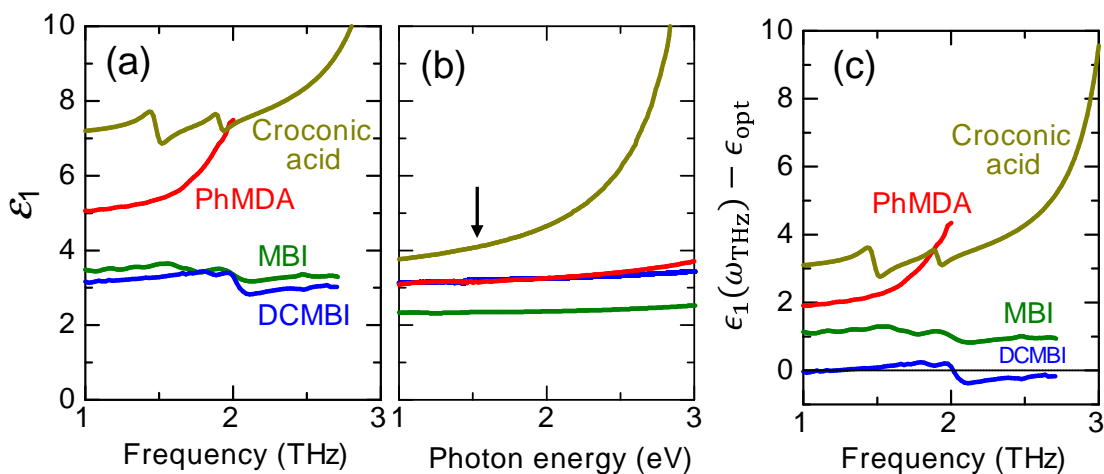 (a)
(b)
(c)
ε1
10
8
6
4
2
0
Croconic
acid
PhMDA
MBI
DCMBI
1
2
3
Frequency (THz)
1
2
3
Photon energy (eV)
ϵ1(ωTHz) − ϵopt
10
8
6
4
2
0
Croconic
acid
PhMDA
MBI
DCMBI
1
2
3
Frequency (THz)